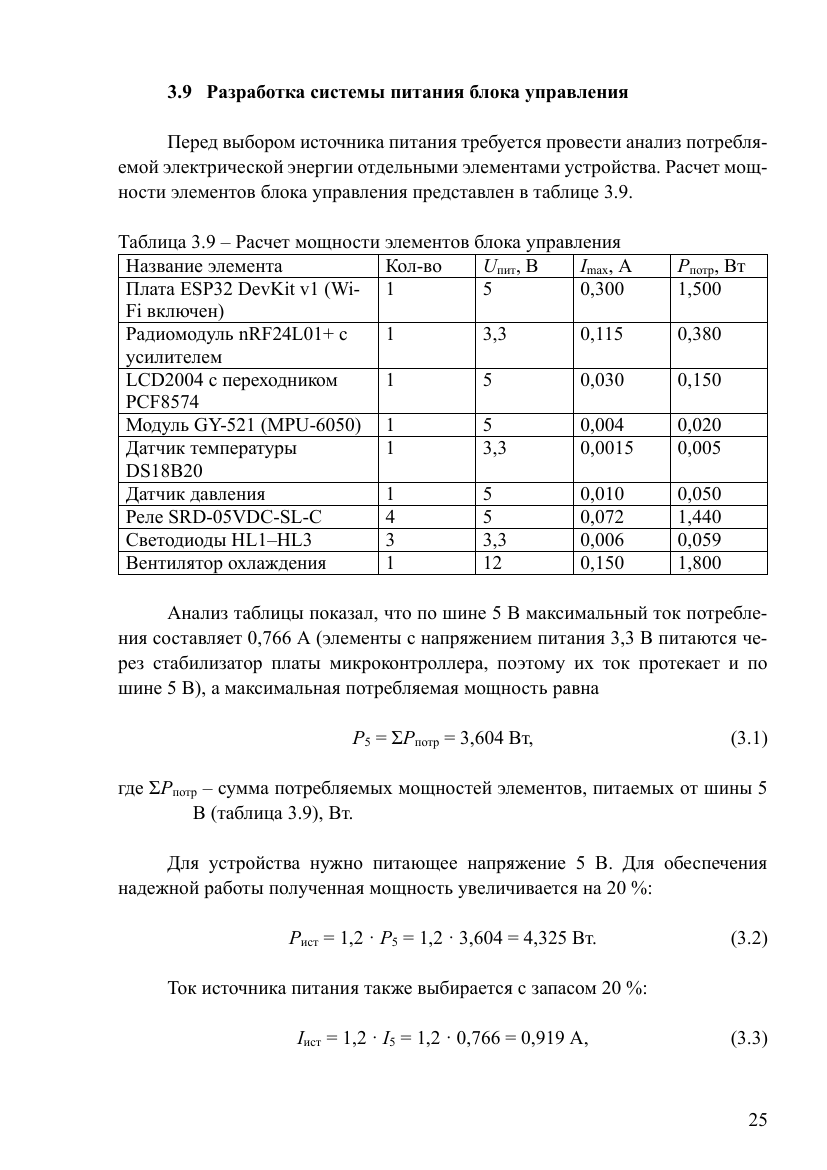 3.9 Разработка системы питания блока управления
Перед выбором источника питания требуется провести анализ потребля-
емой электрической энергии отдельными элементами устройства. Расчет мощ-
ности элементов блока управления представлен в таблице 3.9.
Таблица 3.9 – Расчет мощности элементов блока управления
Название элемента Кол-во Uпит, В Imax, А Pпотр, Вт
Плата ESP32 DevKit v1 (Wi- 1 5 0,300 1,500
Fi включен)
Радиомодуль nRF24L01+ с 1 3,3 0,115 0,380
усилителем
LCD2004 с переходником 1 5 0,030 0,150
PCF8574
Модуль GY-521 (MPU-6050) 1 5 0,004 0,020
Датчик температуры 1 3,3 0,0015 0,005
DS18B20
Датчик давления 1 5 0,010 0,050
Реле SRD-05VDC-SL-C 4 5 0,072 1,440
Светодиоды HL1–HL3 3 3,3 0,006 0,059
Вентилятор охлаждения 1 12 0,150 1,800
Анализ таблицы показал, что по шине 5 В максимальный ток потребле-
ния составляет 0,766 А (элементы с напряжением питания 3,3 В питаются че-
рез стабилизатор платы микроконтроллера, поэтому их ток протекает и по
шине 5 В), а максимальная потребляемая мощность равна
P5 = ΣPпотр = 3,604 Вт, (3.1)
где ΣPпотр – сумма потребляемых мощностей элементов, питаемых от шины 5
В (таблица 3.9), Вт.
Для устройства нужно питающее напряжение 5 В. Для обеспечения
надежной работы полученная мощность увеличивается на 20 %:
Pист = 1,2 · P5 = 1,2 · 3,604 = 4,325 Вт. (3.2)
Ток источника питания также выбирается с запасом 20 %:
Iист = 1,2 · I5 = 1,2 · 0,766 = 0,919 А, (3.3)
25